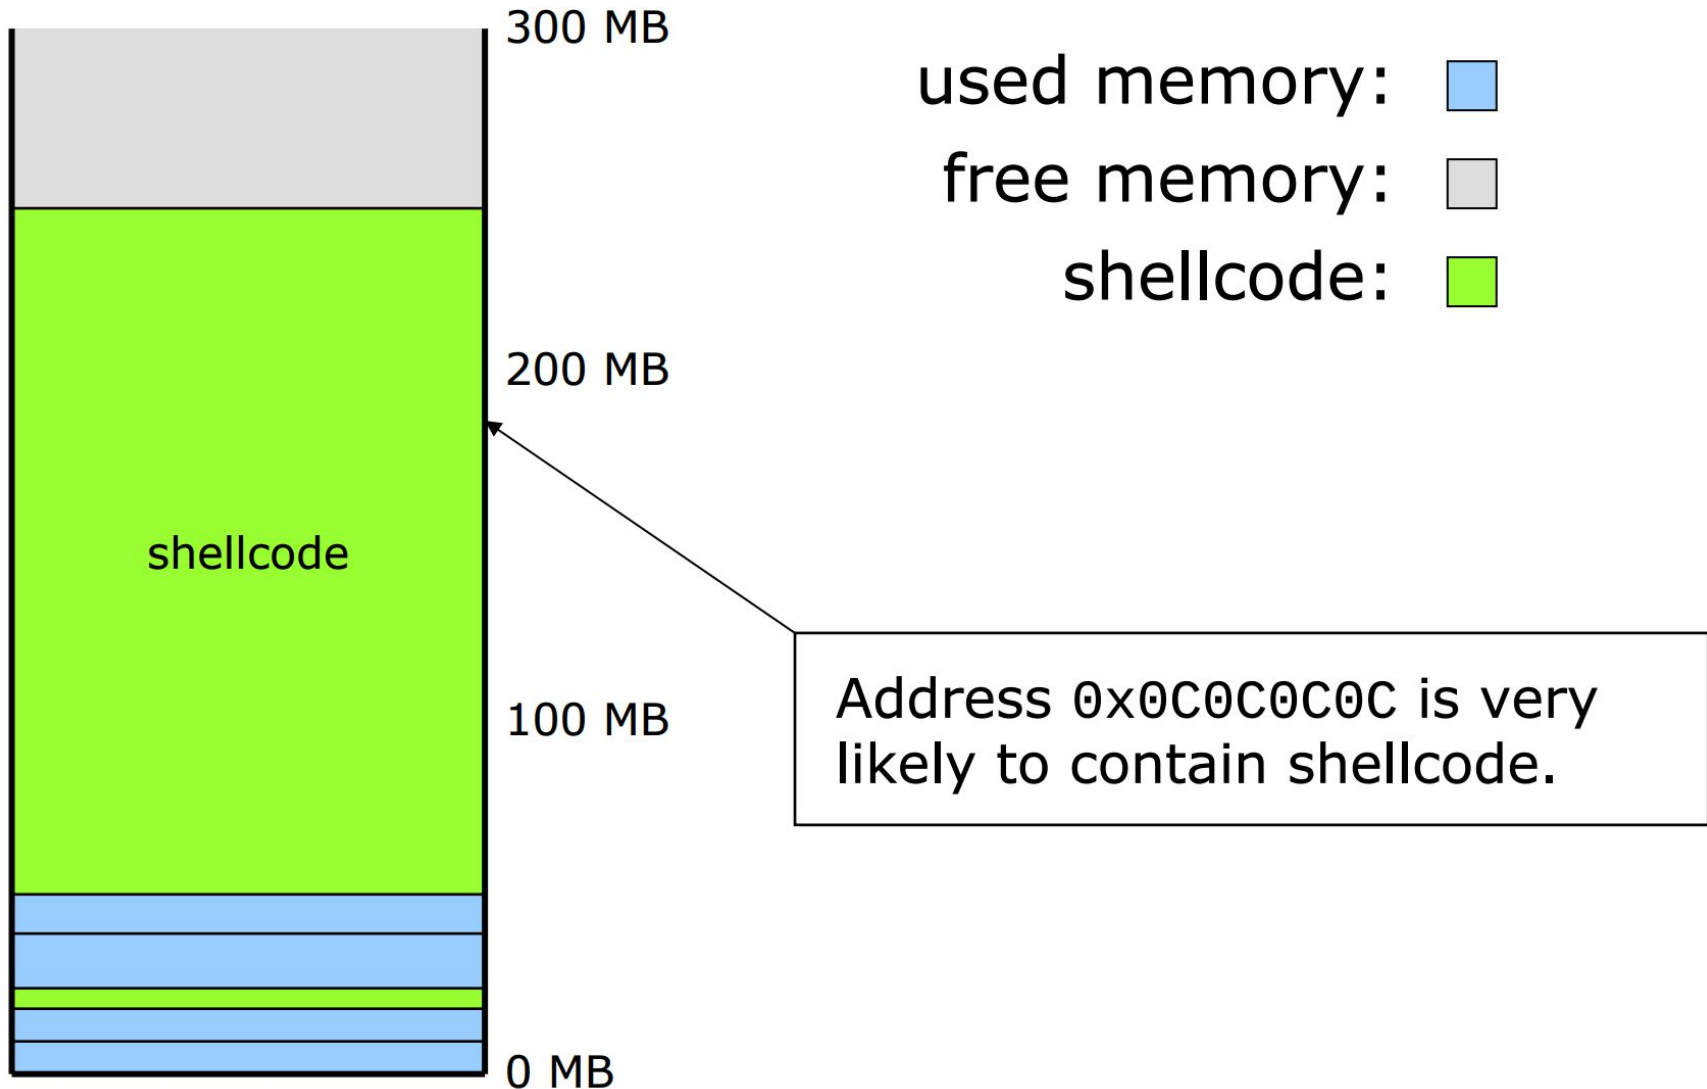 300 MB
used memory:
free memory:
shellcode:
200 MB
shellcode
Address 0x0C0C0C0C is very
likely to contain shellcode.
100 MB
0 MB